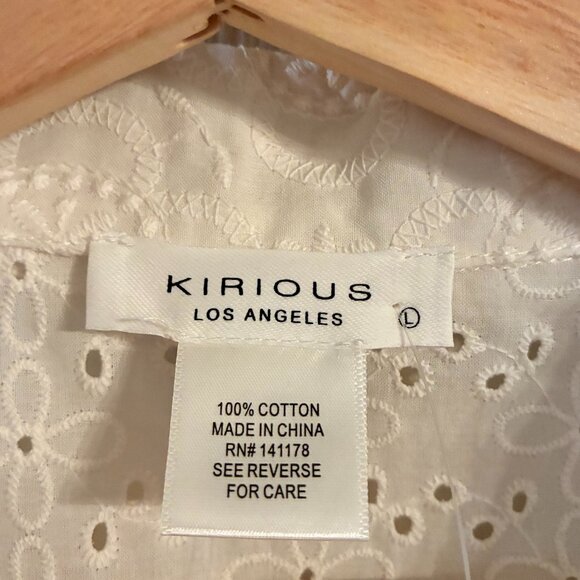 KIRIOUS
LOS ANGELES
L
100% COTTON
MADE IN CHINA
RN# 141178
SEE REVERSE
FOR CARE